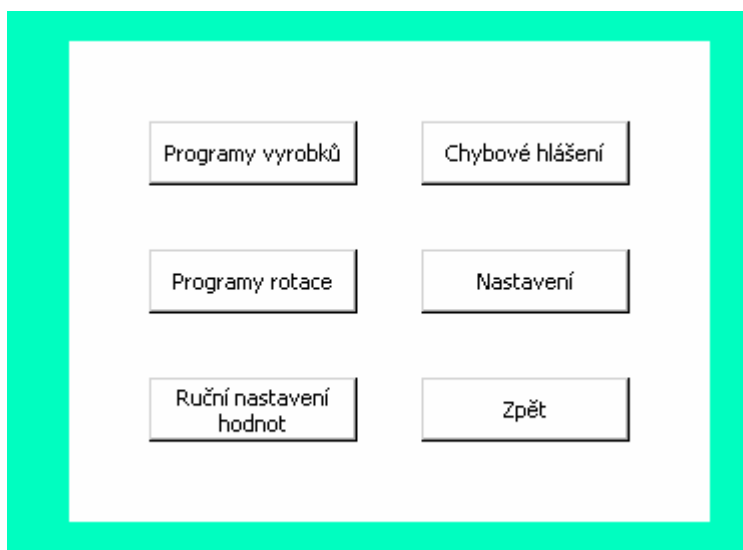 Programy vyrobků
Chybové hlášení
Programy rotace
Nastavení
Ruční nastavení
hodnot
Zpět